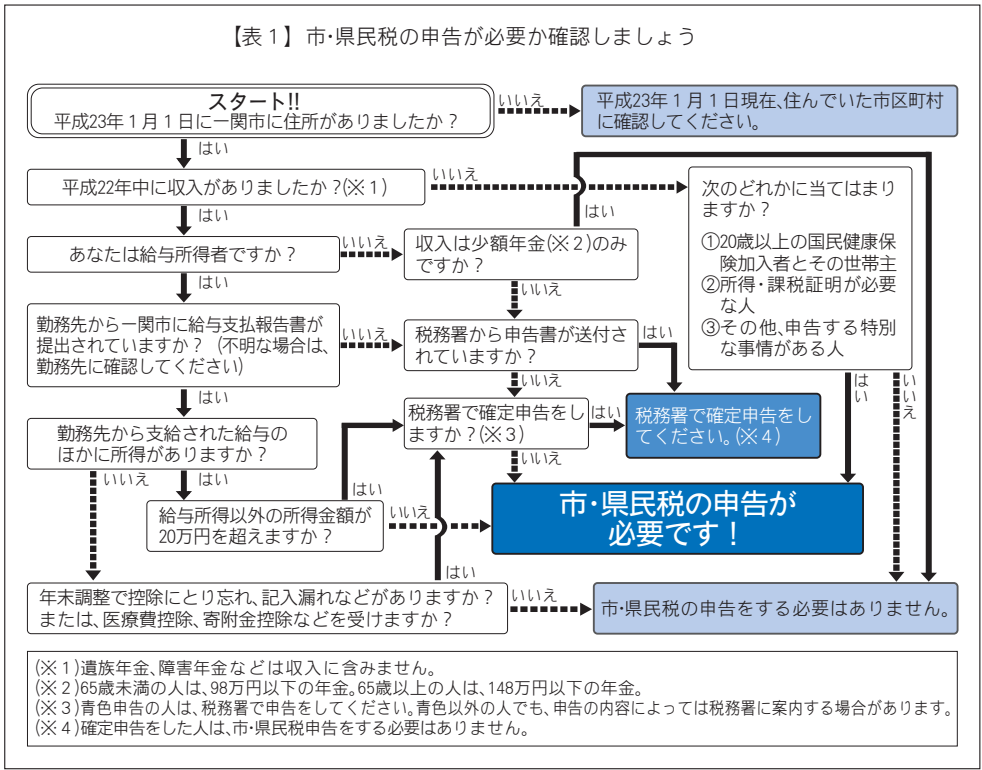 【表1】市・県民税の申告が必要か確認しましょう
スタート!!
平成23年1月1日に一関市に住所がありましたか？
いいえ
平成23年1月1日現在、住んでいた市区町村
に確認してください。
はい
平成22年中に収入がありましたか？(※1)
いいえ
次のどれかに当てはまり
ますか？
①20歳以上の国民健康保
険加入者とその世帯主
②所得・課税証明が必要
な人
③その他、申告する特別
な事情がある人
はい
いいえ
はい
あなたは給与所得者ですか？
いいえ
収入は少額年金(※2)のみ
ですか？
はい
はい
いいえ
勤務先から一関市に給与支払報告書が
提出されていますか？（不明な場合は、
勤務先に確認してください）
いいえ
税務署から申告書が送付さ
れていますか？
はい
はい
いいえ
勤務先から支給された給与の
ほかに所得がありますか？
税務署で確定申告をし
ますか？(※3)
はい
税務署で確定申告をし
てください。(※4)
いいえ
はい
いいえ
はい
給与所得以外の所得金額が
20万円を超えますか？
いいえ
市・県民税の申告が
必要です！
はい
年末調整で控除にとり忘れ、記入漏れなどがありますか？
または、医療費控除、寄附金控除などを受けますか？
いいえ
市・県民税の申告をする必要はありません。
(※1)遺族年金、障害年金などは収入に含みません。
(※2)65歳未満の人は、98万円以下の年金。65歳以上の人は、148万円以下の年金。
(※3)青色申告の人は、税務署で申告をしてください。青色以外の人でも、申告の内容によっては税務署に案内する場合があります。
(※4)確定申告をした人は、市・県民税申告をする必要はありません。